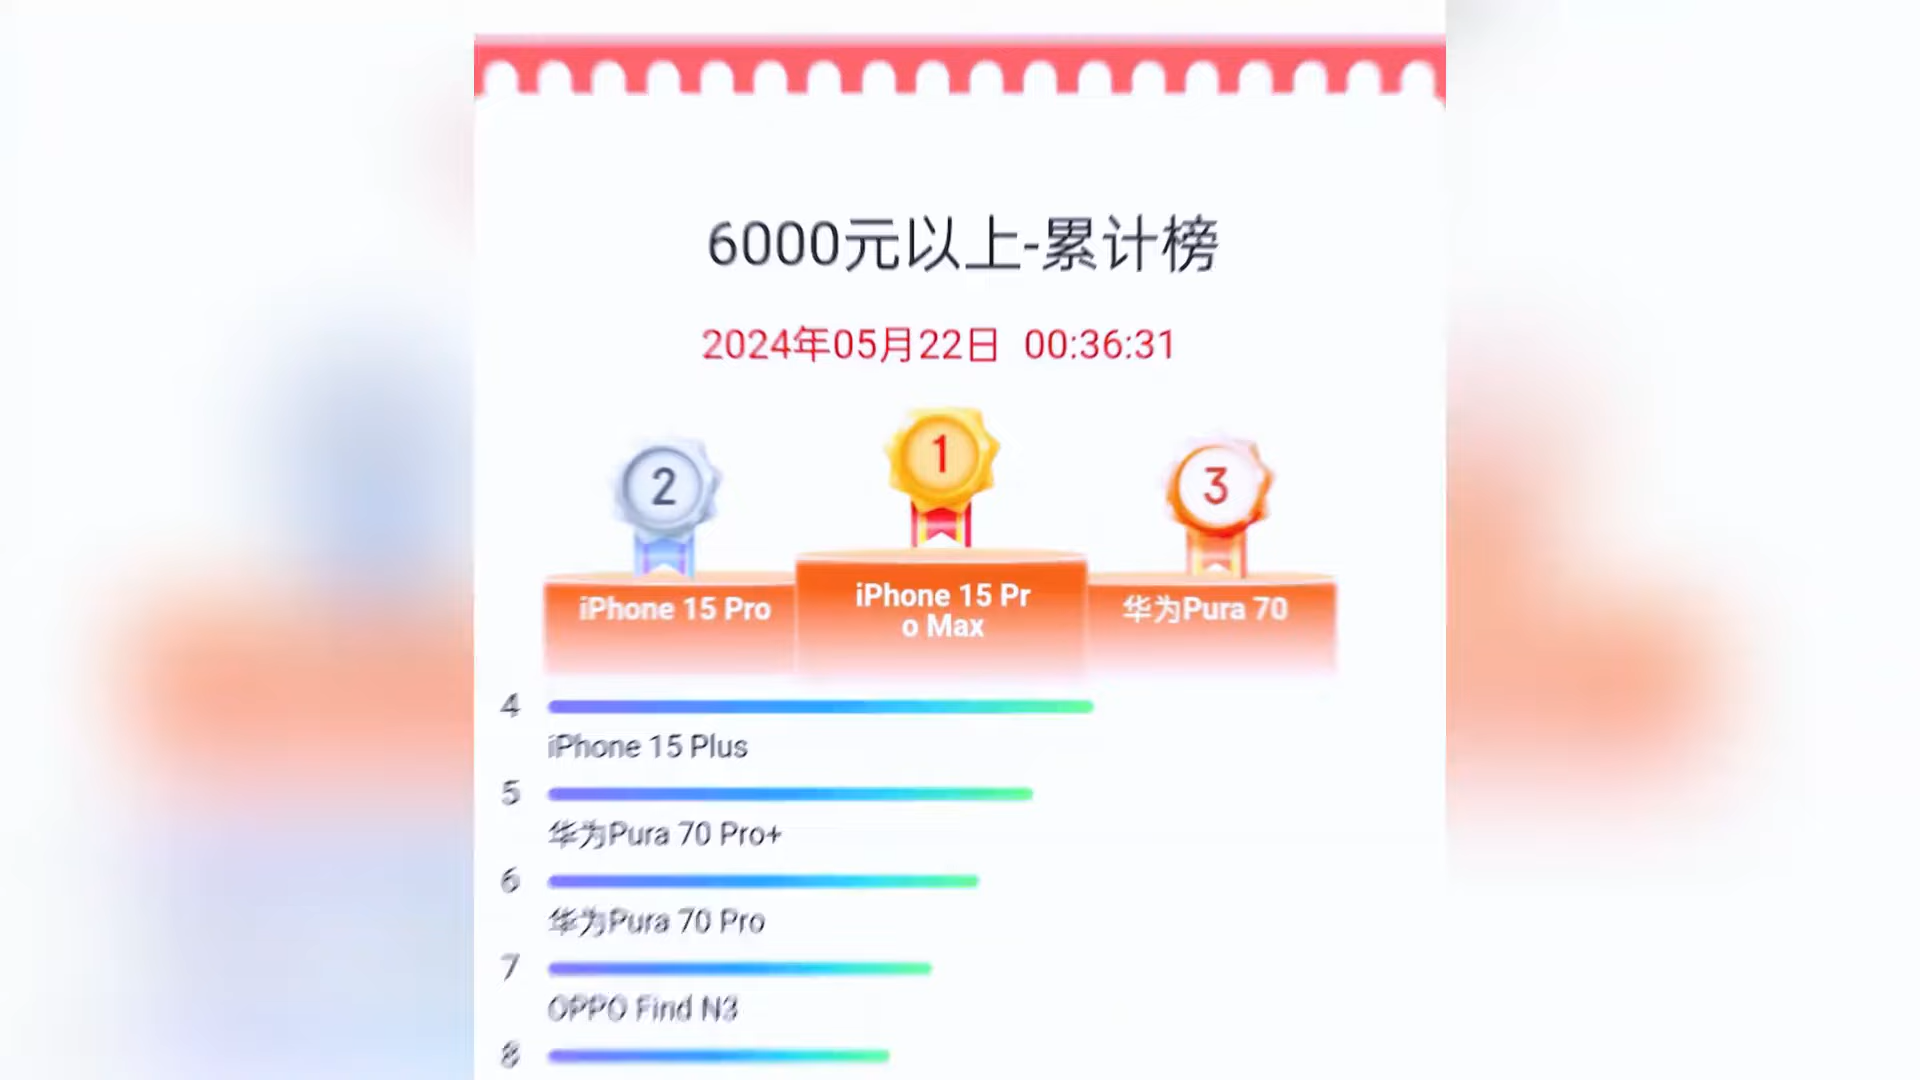 6000元以上-累计榜
2024年05月22日 00:36:31
2
1
3
iPhone 15 Pro
iPhone 15 Pr
o Max
华为Pura 70
4
iPhone 15 Plus
5
华为Pura 70 Pro+
6
华为Pura 70 Pro
7
OPPO Find N3
8